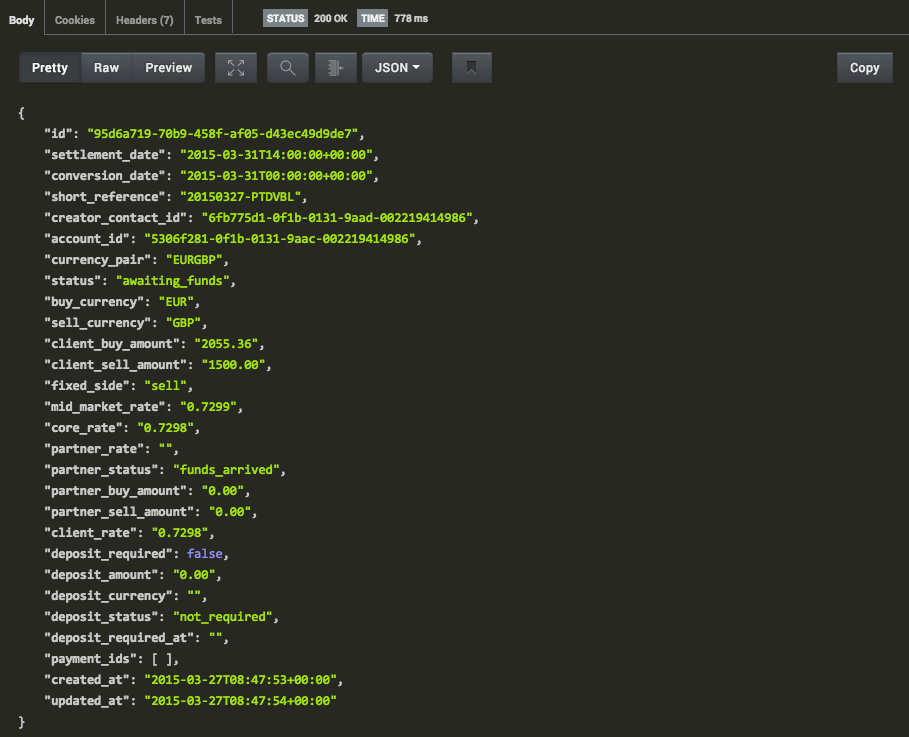 Body Cookies Headers (7) Tests STATUS 200 OK TIME 778 ms
Pretty Raw Preview JSON Copy
{
"id": "95d6a719-70b9-458f-af05-d43ec49d9de7",
"settlement_date": "2015-03-31T14:00:00+00:00",
"conversion_date": "2015-03-31T00:00:00+00:00",
"short_reference": "20150327-PTDVBL",
"creator_contact_id": "6fb775d1-0f1b-0131-9aad-002219414986",
"account_id": "5306f281-0f1b-0131-9aac-002219414986",
"currency_pair": "EURGBP",
"status": "awaiting_funds",
"buy_currency": "EUR",
"sell_currency": "GBP",
"client_buy_amount": "2055.36",
"client_sell_amount": "1500.00",
"fixed_side": "sell",
"mid_market_rate": "0.7299",
"core_rate": "0.7298",
"partner_rate": "",
"partner_status": "funds_arrived",
"partner_buy_amount": "0.00",
"partner_sell_amount": "0.00",
"client_rate": "0.7298",
"deposit_required": false,
"deposit_amount": "0.00",
"deposit_currency": "",
"deposit_status": "not_required",
"deposit_required_at": "",
"payment_ids": [ ],
"created_at": "2015-03-27T08:47:53+00:00",
"updated_at": "2015-03-27T08:47:54+00:00"
}